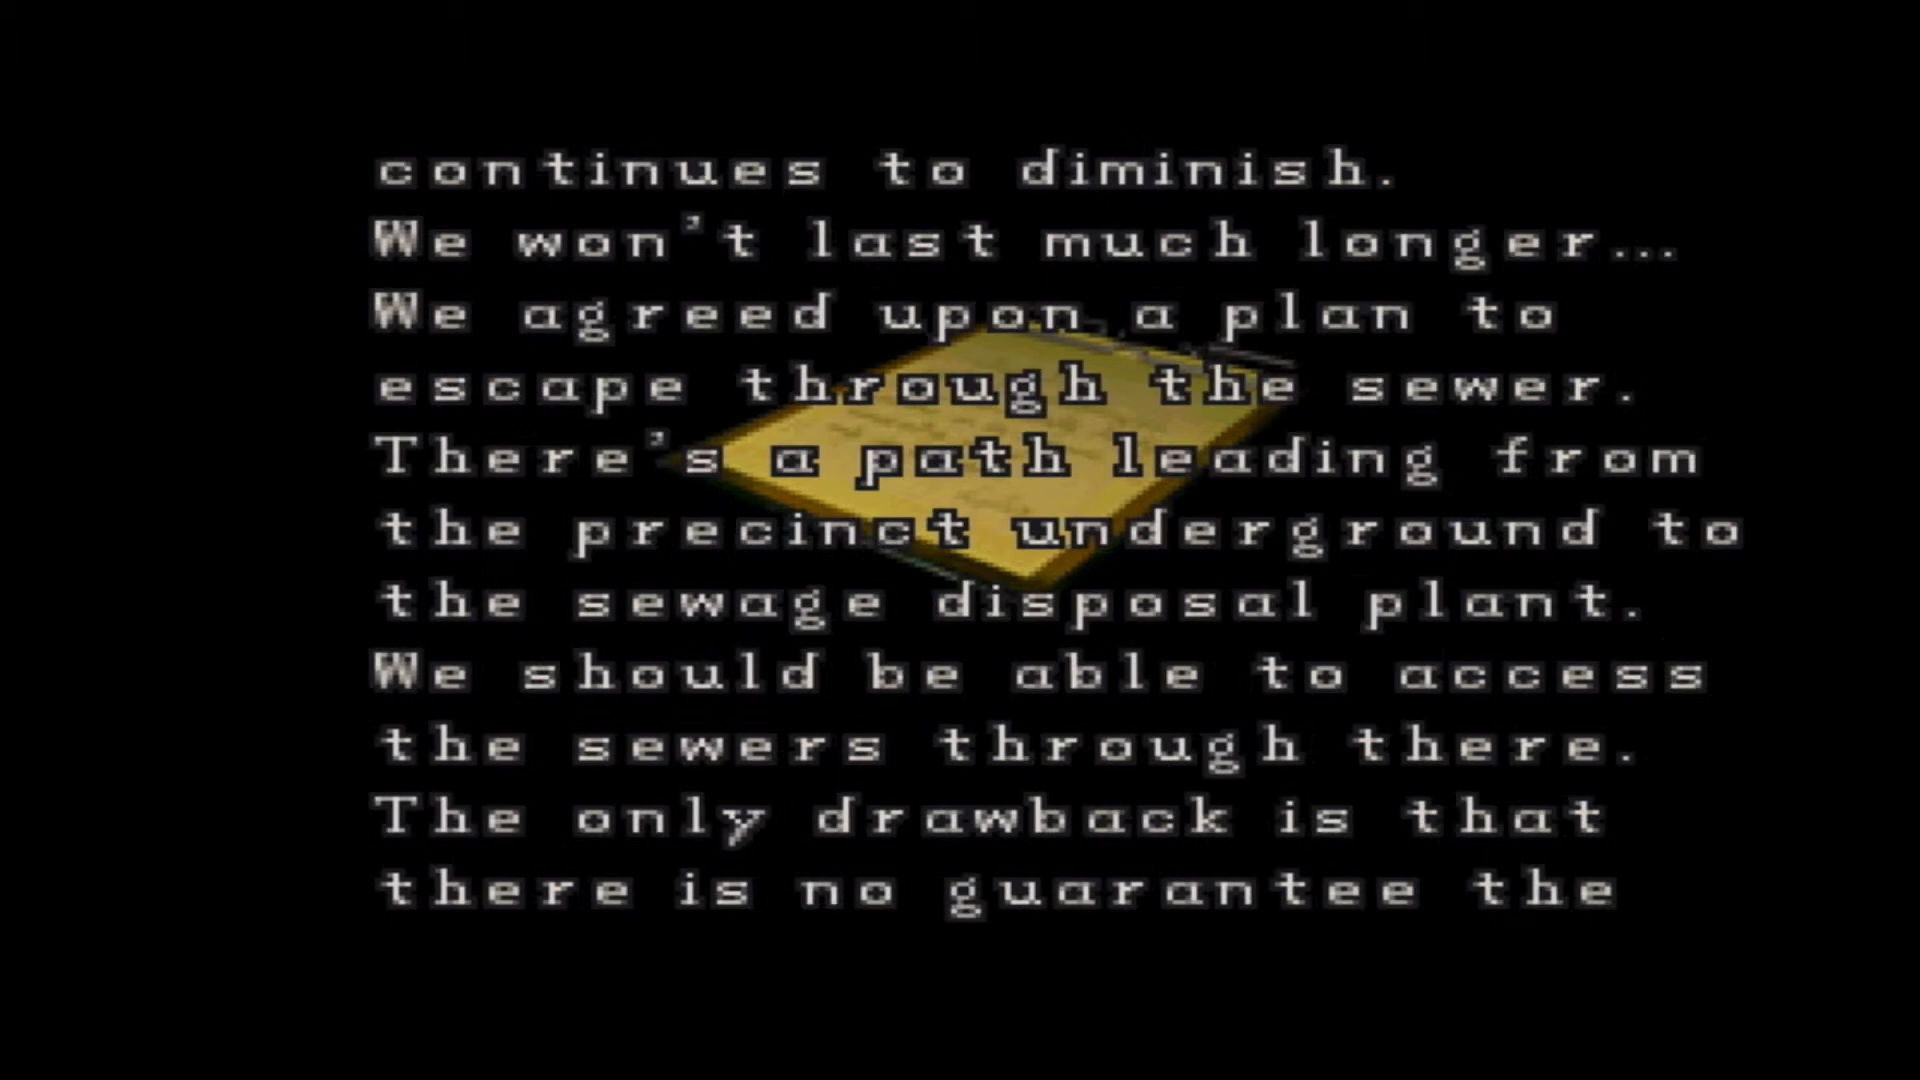 continues to diminish.
We won't last much longer...
We agreed upon a plan to
escape through the sewer.
There's a path leading from
the precinct underground to
the sewage disposal plant.
We should be able to access
the sewers through there.
The only drawback is that
there is no guarantee the